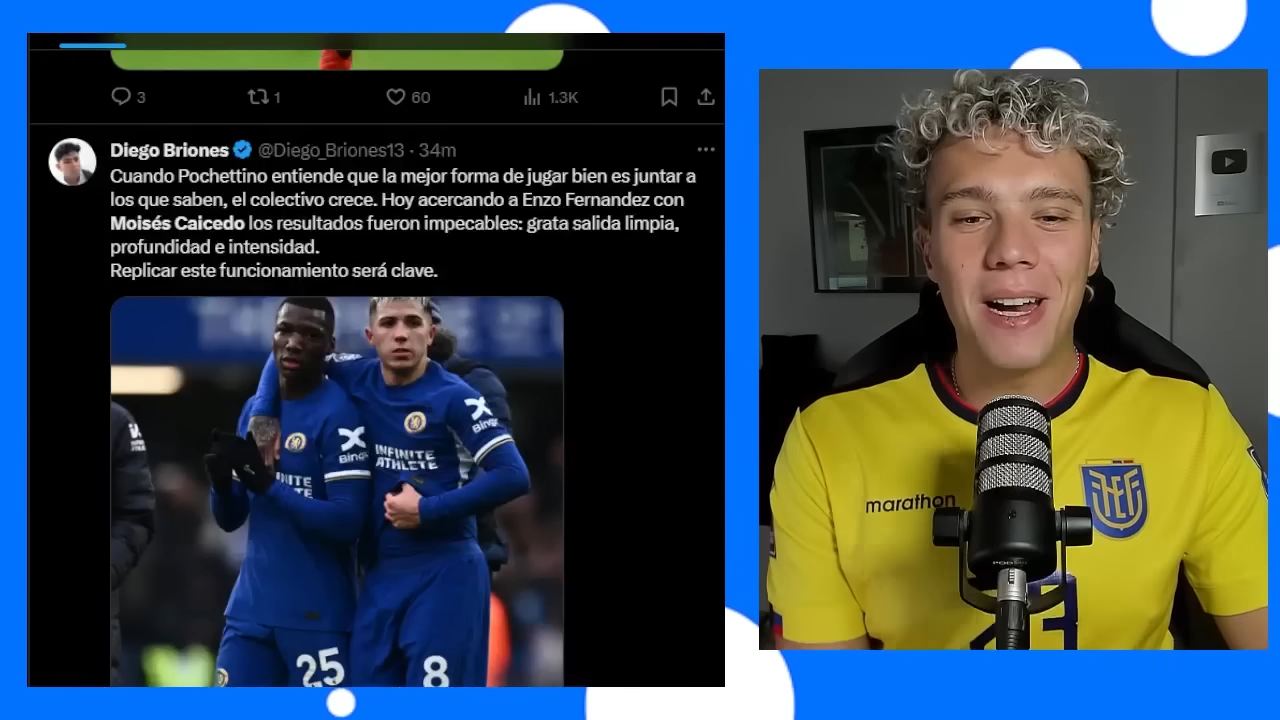 3
1
60
1.3K
Diego Briones @Diego_Briones13 · 34m
Cuando Pochettino entiende que la mejor forma de jugar bien es juntar a
los que saben, el colectivo crece. Hoy acercando a Enzo Fernandez con
Moisés Caicedo los resultados fueron impecables: grata salida limpia,
profundidad e intensidad.
Replicar este funcionamiento será clave.
INFINITE
ATHLETE
25
8
marathon
FEF